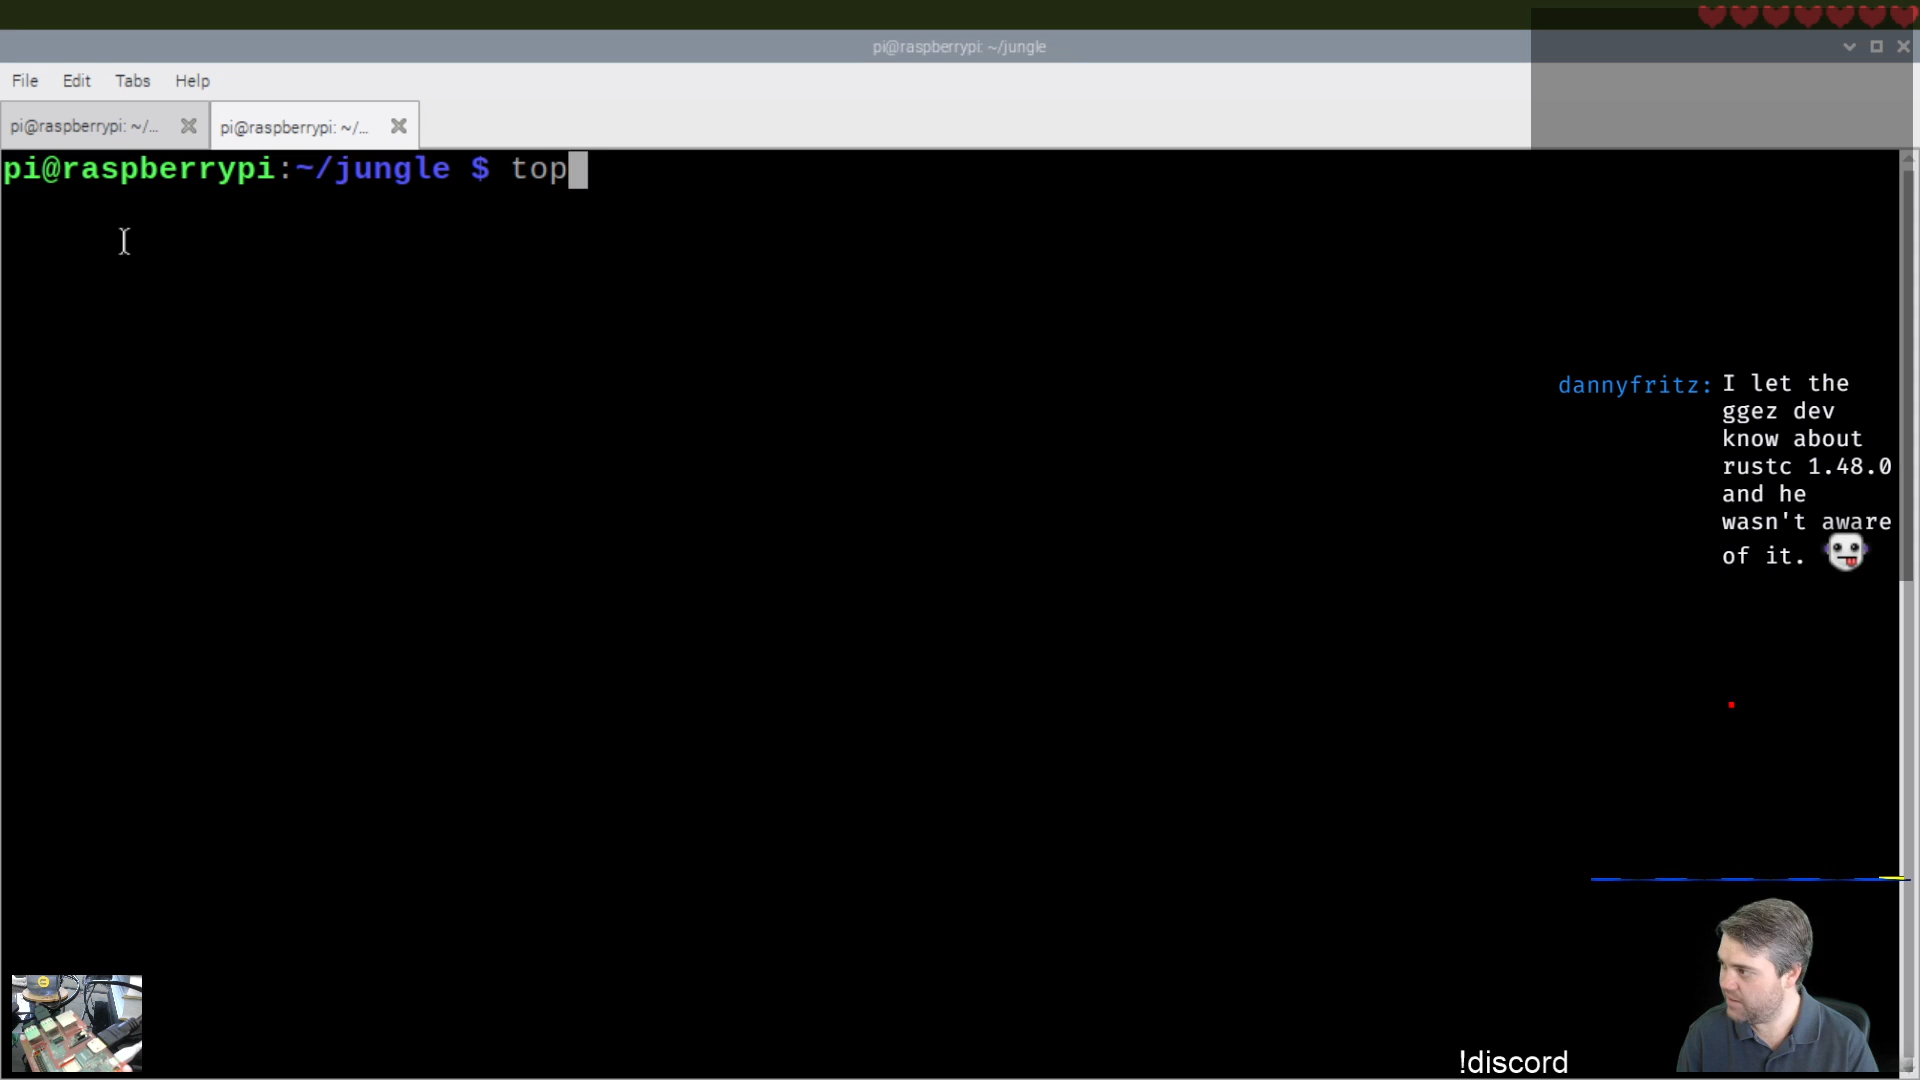 pi@raspberrypi: ~/jungle
File Edit Tabs Help
pi@raspberrypi: ~/... pi@raspberrypi: ~/...
pi@raspberrypi:~/jungle $ top
dannyfritz: I let the
ggez dev
know about
rustc 1.48.0
and he
wasn't aware
of it.
!discord